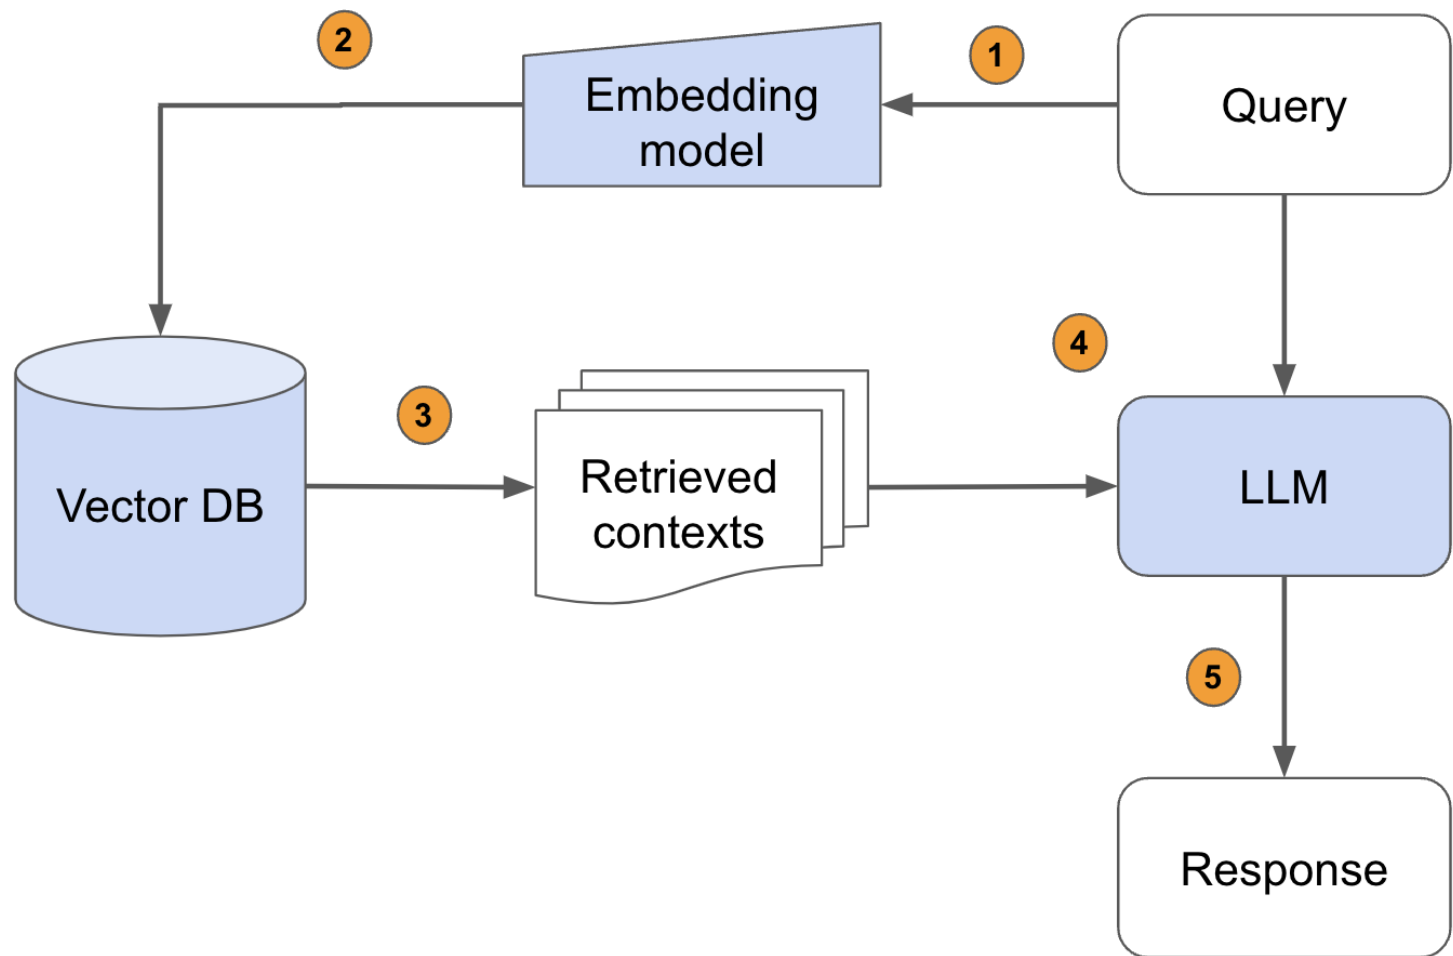 2
1
Embedding
model
Query
4
3
Vector DB
Retrieved
contexts
LLM
5
Response